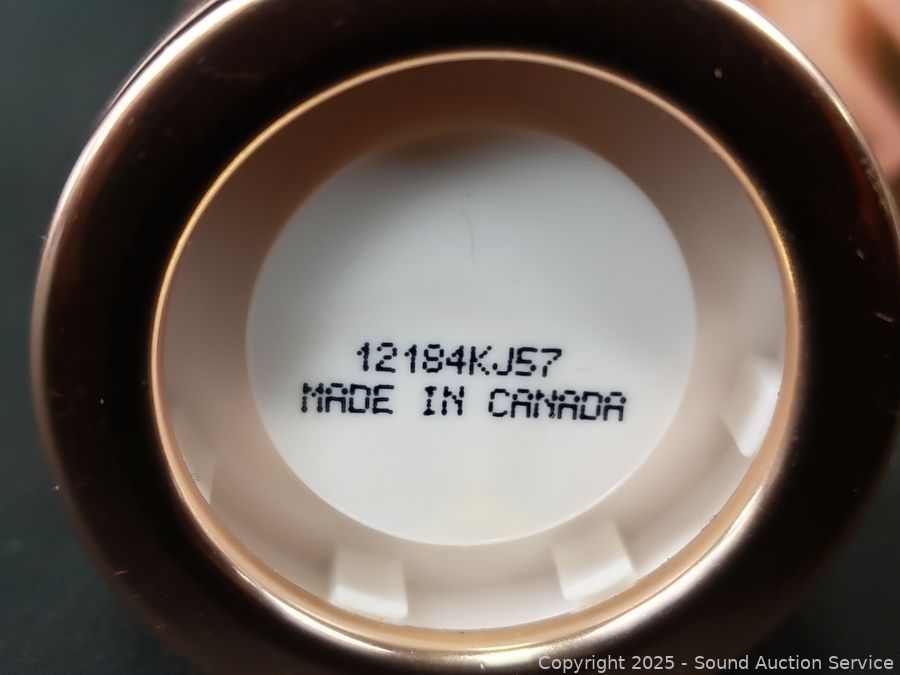 12184KJ57
MADE IN CANADA
Copyright 2025 - Sound Auction Service